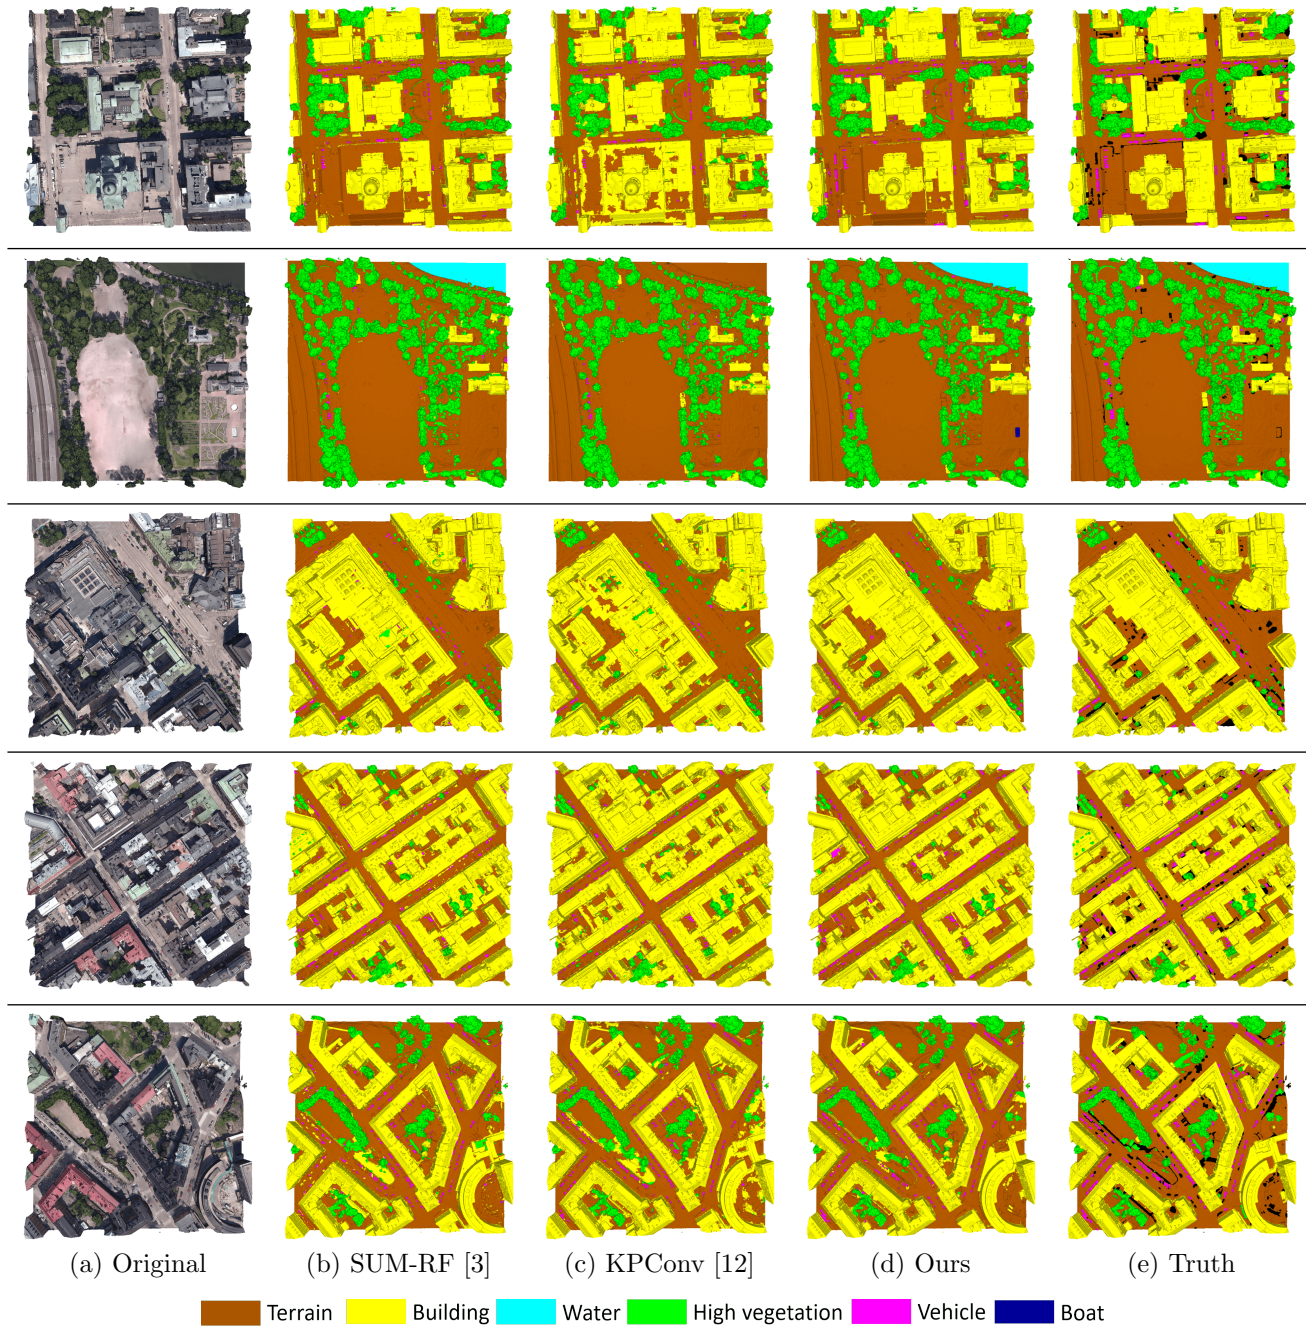 (a) Original (b) SUM-RF [3] (c) KPConv [12] (d) Ours (e) Truth
Terrain Building Water High vegetation Vehicle Boat